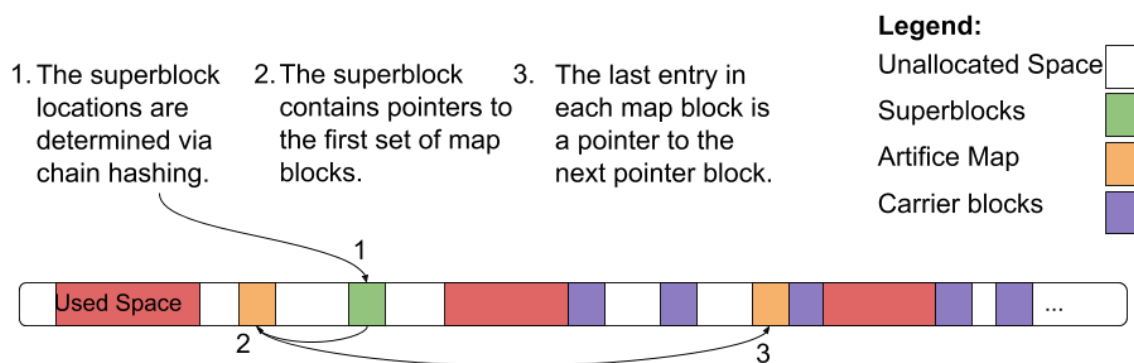 1. The superblock
locations are
determined via
chain hashing.
2. The superblock
contains pointers to
the first set of map
blocks.
3. The last entry in
each map block is
a pointer to the
next pointer block.
Legend:
Unallocated Space
Superblocks
Artifice Map
Carrier blocks
1
Used Space
...
2
3